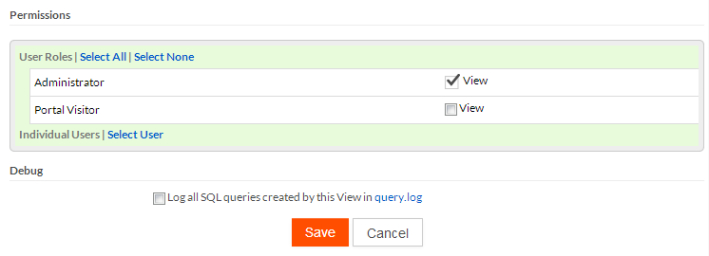 Permissions
User Roles | Select All | Select None
Administrator View
Portal Visitor View
Individual Users | Select User
Debug
Log all SQL queries created by this View in query.log
Save Cancel